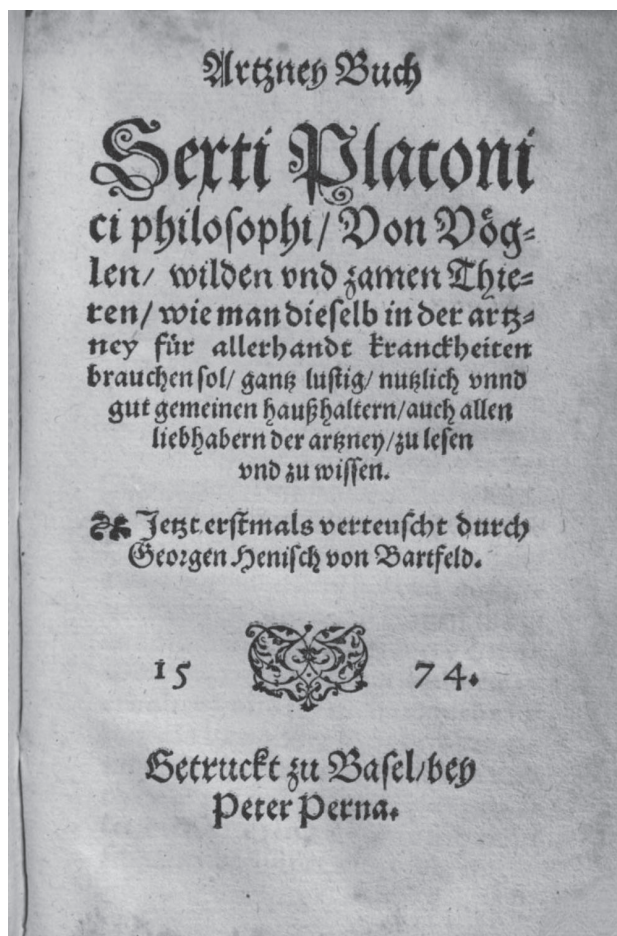 Artzney Buch
Sexti Platoni
ci philosophi/ Von Vög⸗
len/ wilden vnd zamen Thie⸗
ren/ wie man dieselb in der artz⸗
ney für allerhandt kranckheiten
brauchen sol/ gantz lustig/ nutzlich vnnd
gut gemeinen haußhaltern/ auch allen
liebhabern der artzney/ zu lesen
vnd zu wissen.
Jetzt erstmals verteuscht durch
Georgen Henisch von Bartfeld.
15 74.
Getruckt zu Basel/ bey
Peter Perna.